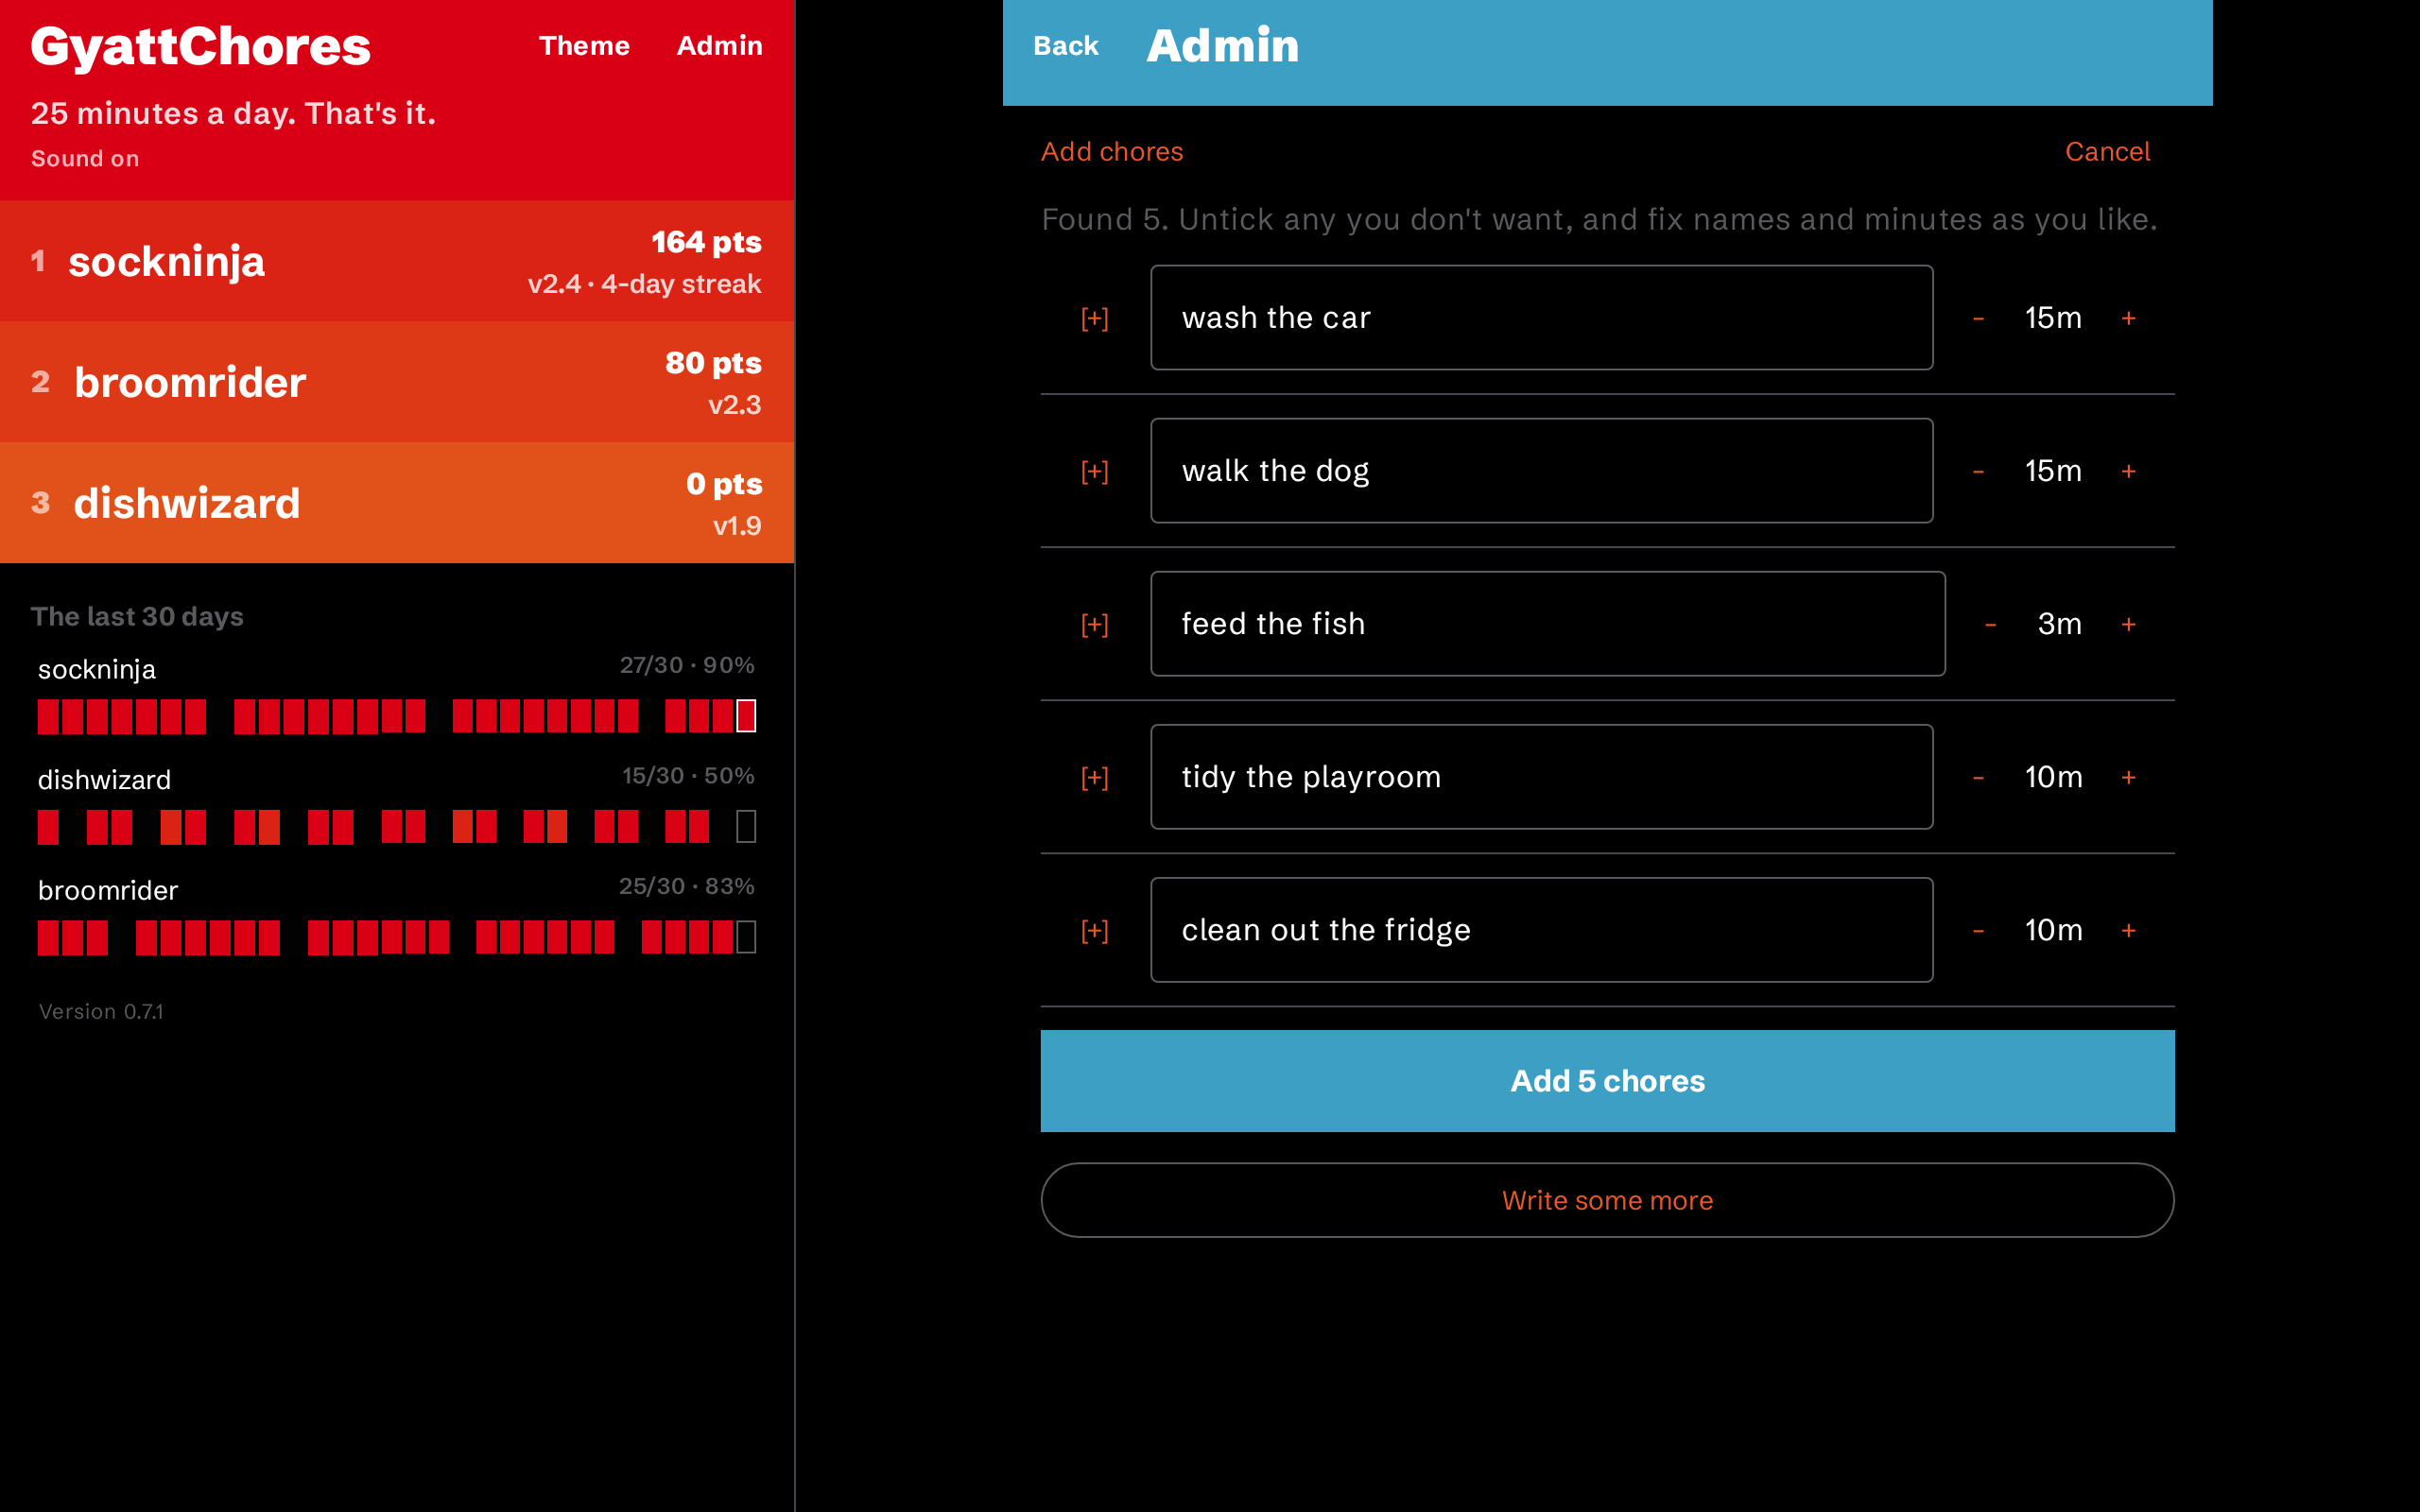 GyattChores
Theme
Admin
25 minutes a day. That's it.
Sound on
1 sockninja
164 pts
v2.4 · 4-day streak
2 broomrider
80 pts
v2.3
3 dishwizard
0 pts
v1.9
The last 30 days
sockninja
27/30 · 90%
dishwizard
15/30 · 50%
broomrider
25/30 · 83%
Version 0.7.1
Back
Admin
Add chores
Cancel
Found 5. Untick any you don't want, and fix names and minutes as you like.
[+] wash the car - 15m +
[+] walk the dog - 15m +
[+] feed the fish - 3m +
[+] tidy the playroom - 10m +
[+] clean out the fridge - 10m +
Add 5 chores
Write some more